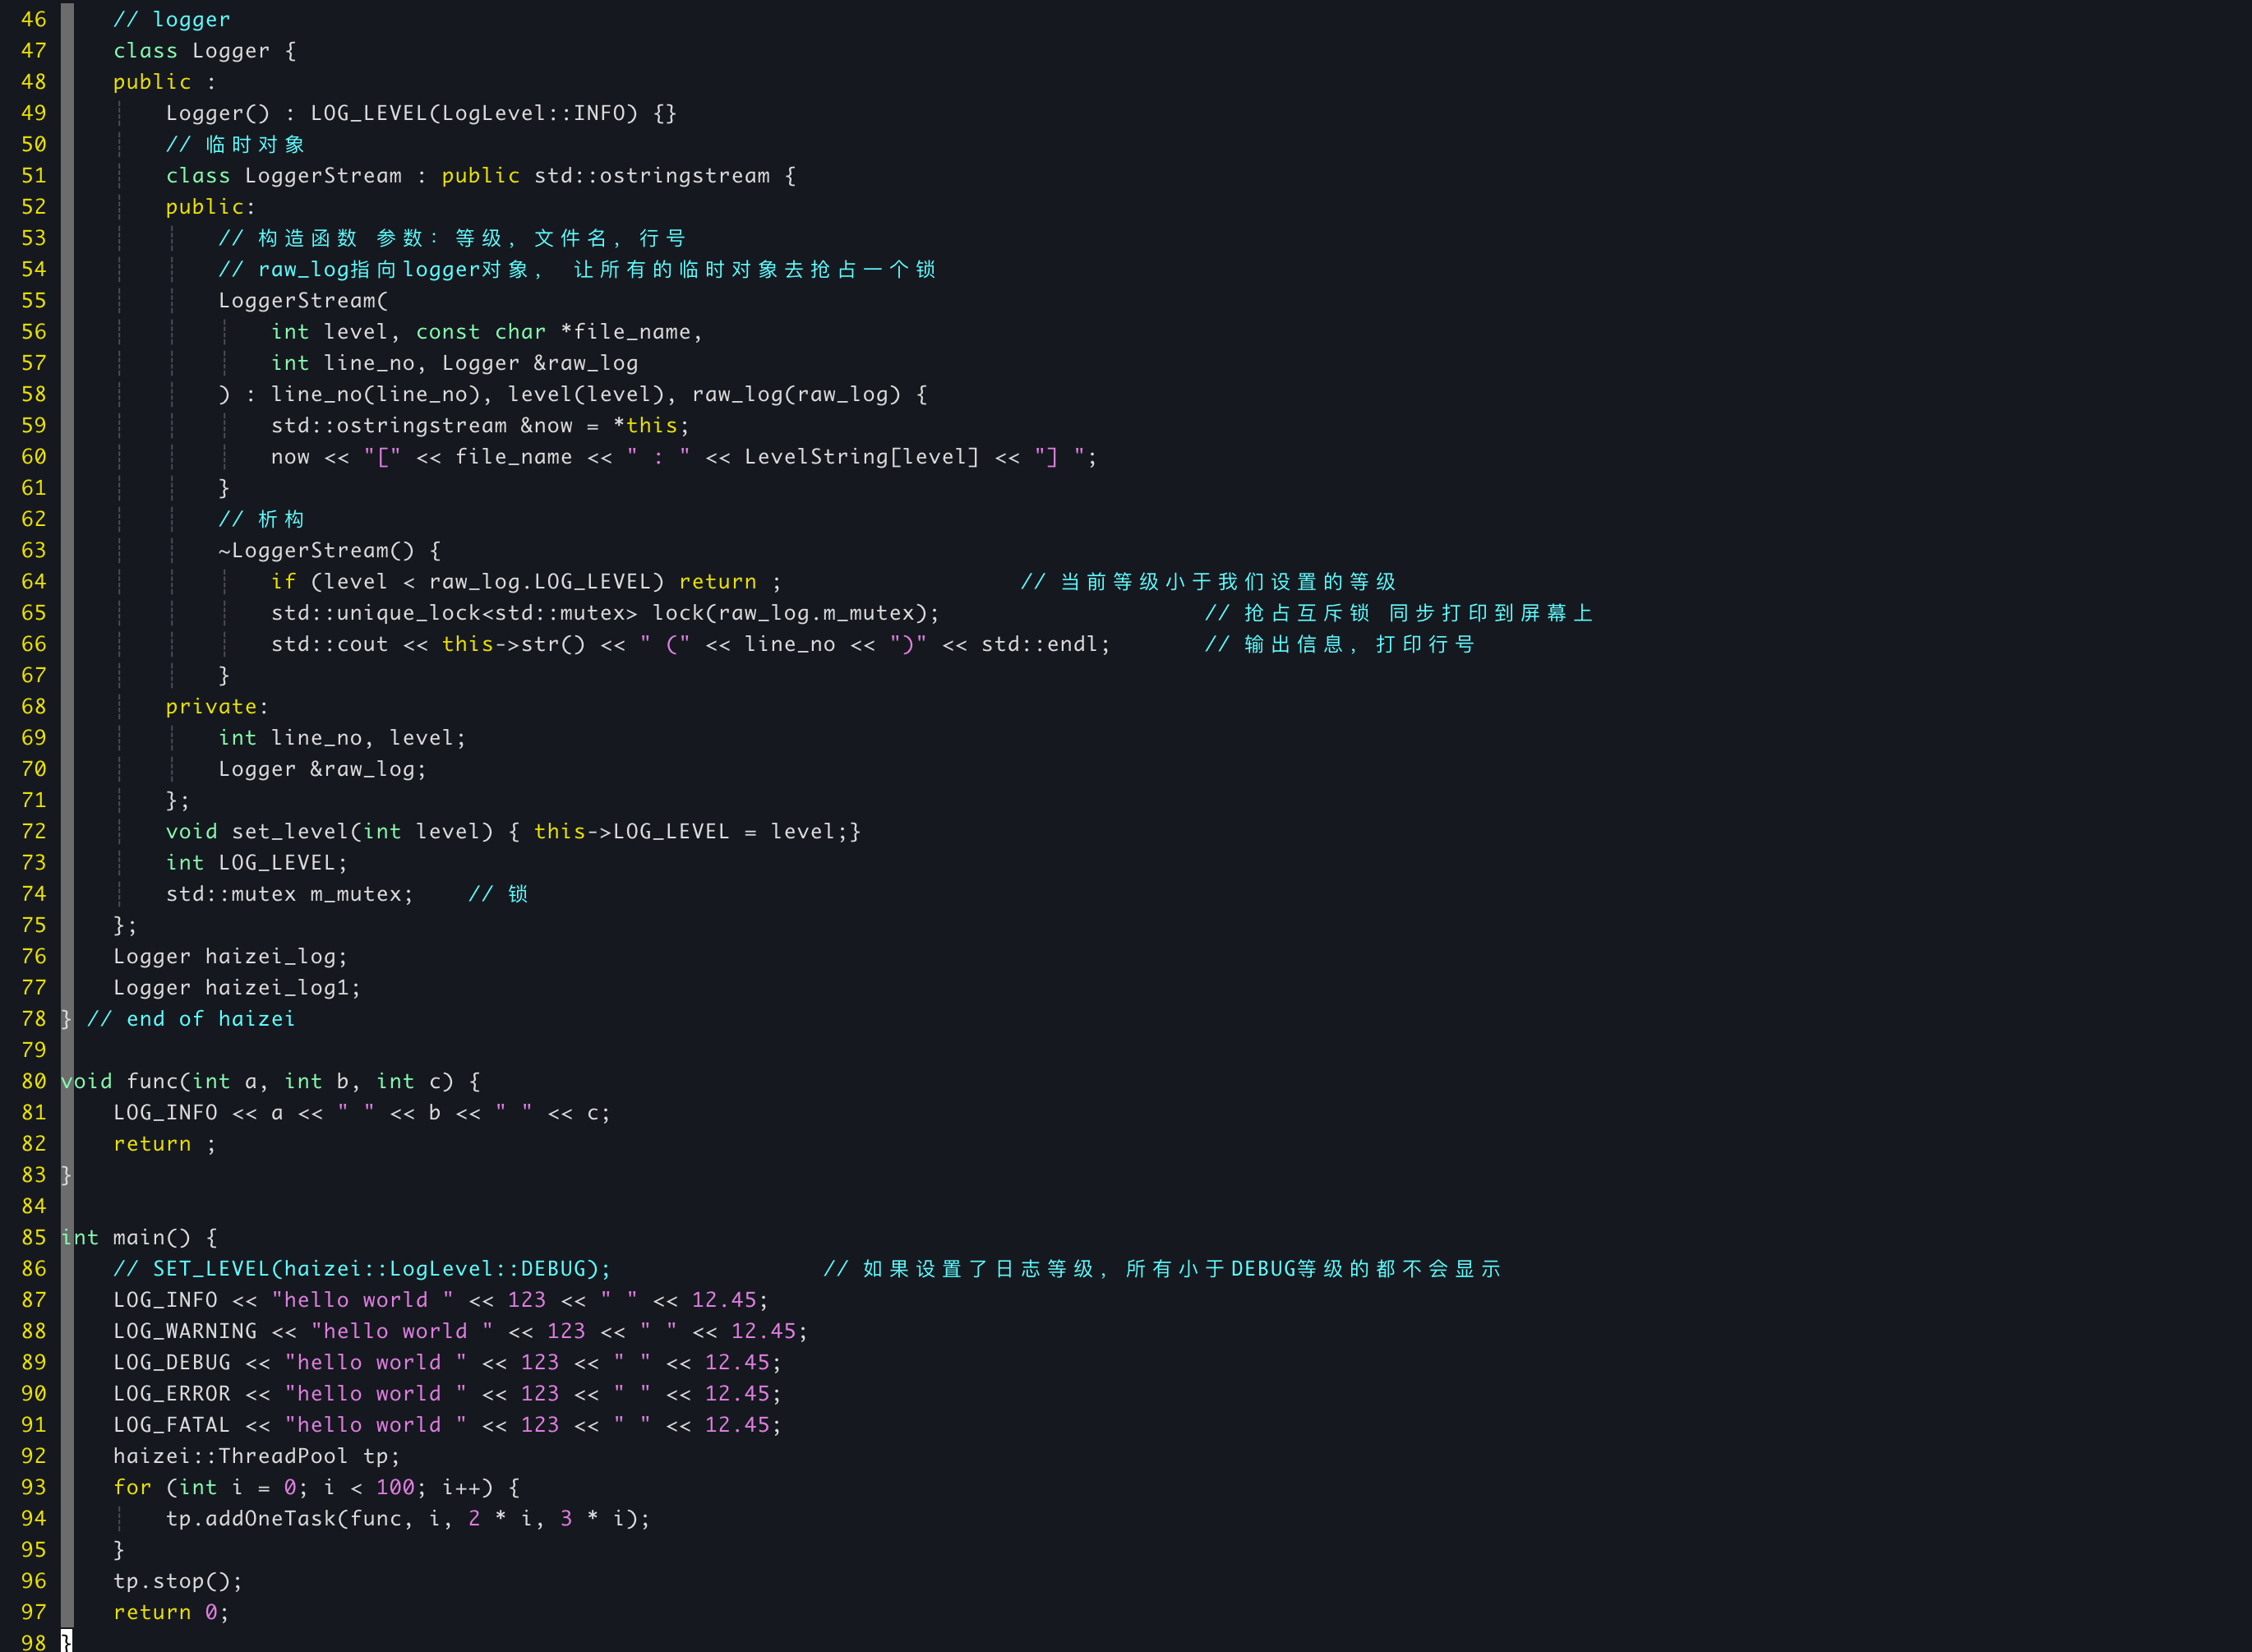 46     // logger
47     class Logger {
48     public :
49         Logger() : LOG_LEVEL(LogLevel::INFO) {}
50         // 临时对象
51         class LoggerStream : public std::ostringstream {
52         public:
53             // 构造函数 参数：等级，文件名，行号
54             // raw_log指向logger对象， 让所有的临时对象去抢占一个锁
55             LoggerStream(
56                 int level, const char *file_name,
57                 int line_no, Logger &raw_log
58             ) : line_no(line_no), level(level), raw_log(raw_log) {
59                 std::ostringstream &now = *this;
60                 now << "[" << file_name << " : " << LevelString[level] << "] ";
61             }
62             // 析构
63             ~LoggerStream() {
64                 if (level < raw_log.LOG_LEVEL) return ;                  // 当前等级小于我们设置的等级
65                 std::unique_lock<std::mutex> lock(raw_log.m_mutex);                    // 抢占互斥锁 同步打印到屏幕上
66                 std::cout << this->str() << " (" << line_no << ")" << std::endl;       // 输出信息，打印行号
67             }
68         private:
69             int line_no, level;
70             Logger &raw_log;
71         };
72         void set_level(int level) { this->LOG_LEVEL = level;}
73         int LOG_LEVEL;
74         std::mutex m_mutex;    // 锁
75     };
76     Logger haizei_log;
77     Logger haizei_log1;
78 } // end of haizei
79
80 void func(int a, int b, int c) {
81     LOG_INFO << a << " " << b << " " << c;
82     return ;
83 }
84
85 int main() {
86     // SET_LEVEL(haizei::LogLevel::DEBUG);                // 如果设置了日志等级，所有小于DEBUG等级的都不会显示
87     LOG_INFO << "hello world " << 123 << " " << 12.45;
88     LOG_WARNING << "hello world " << 123 << " " << 12.45;
89     LOG_DEBUG << "hello world " << 123 << " " << 12.45;
90     LOG_ERROR << "hello world " << 123 << " " << 12.45;
91     LOG_FATAL << "hello world " << 123 << " " << 12.45;
92     haizei::ThreadPool tp;
93     for (int i = 0; i < 100; i++) {
94         tp.addOneTask(func, i, 2 * i, 3 * i);
95     }
96     tp.stop();
97     return 0;
98 }